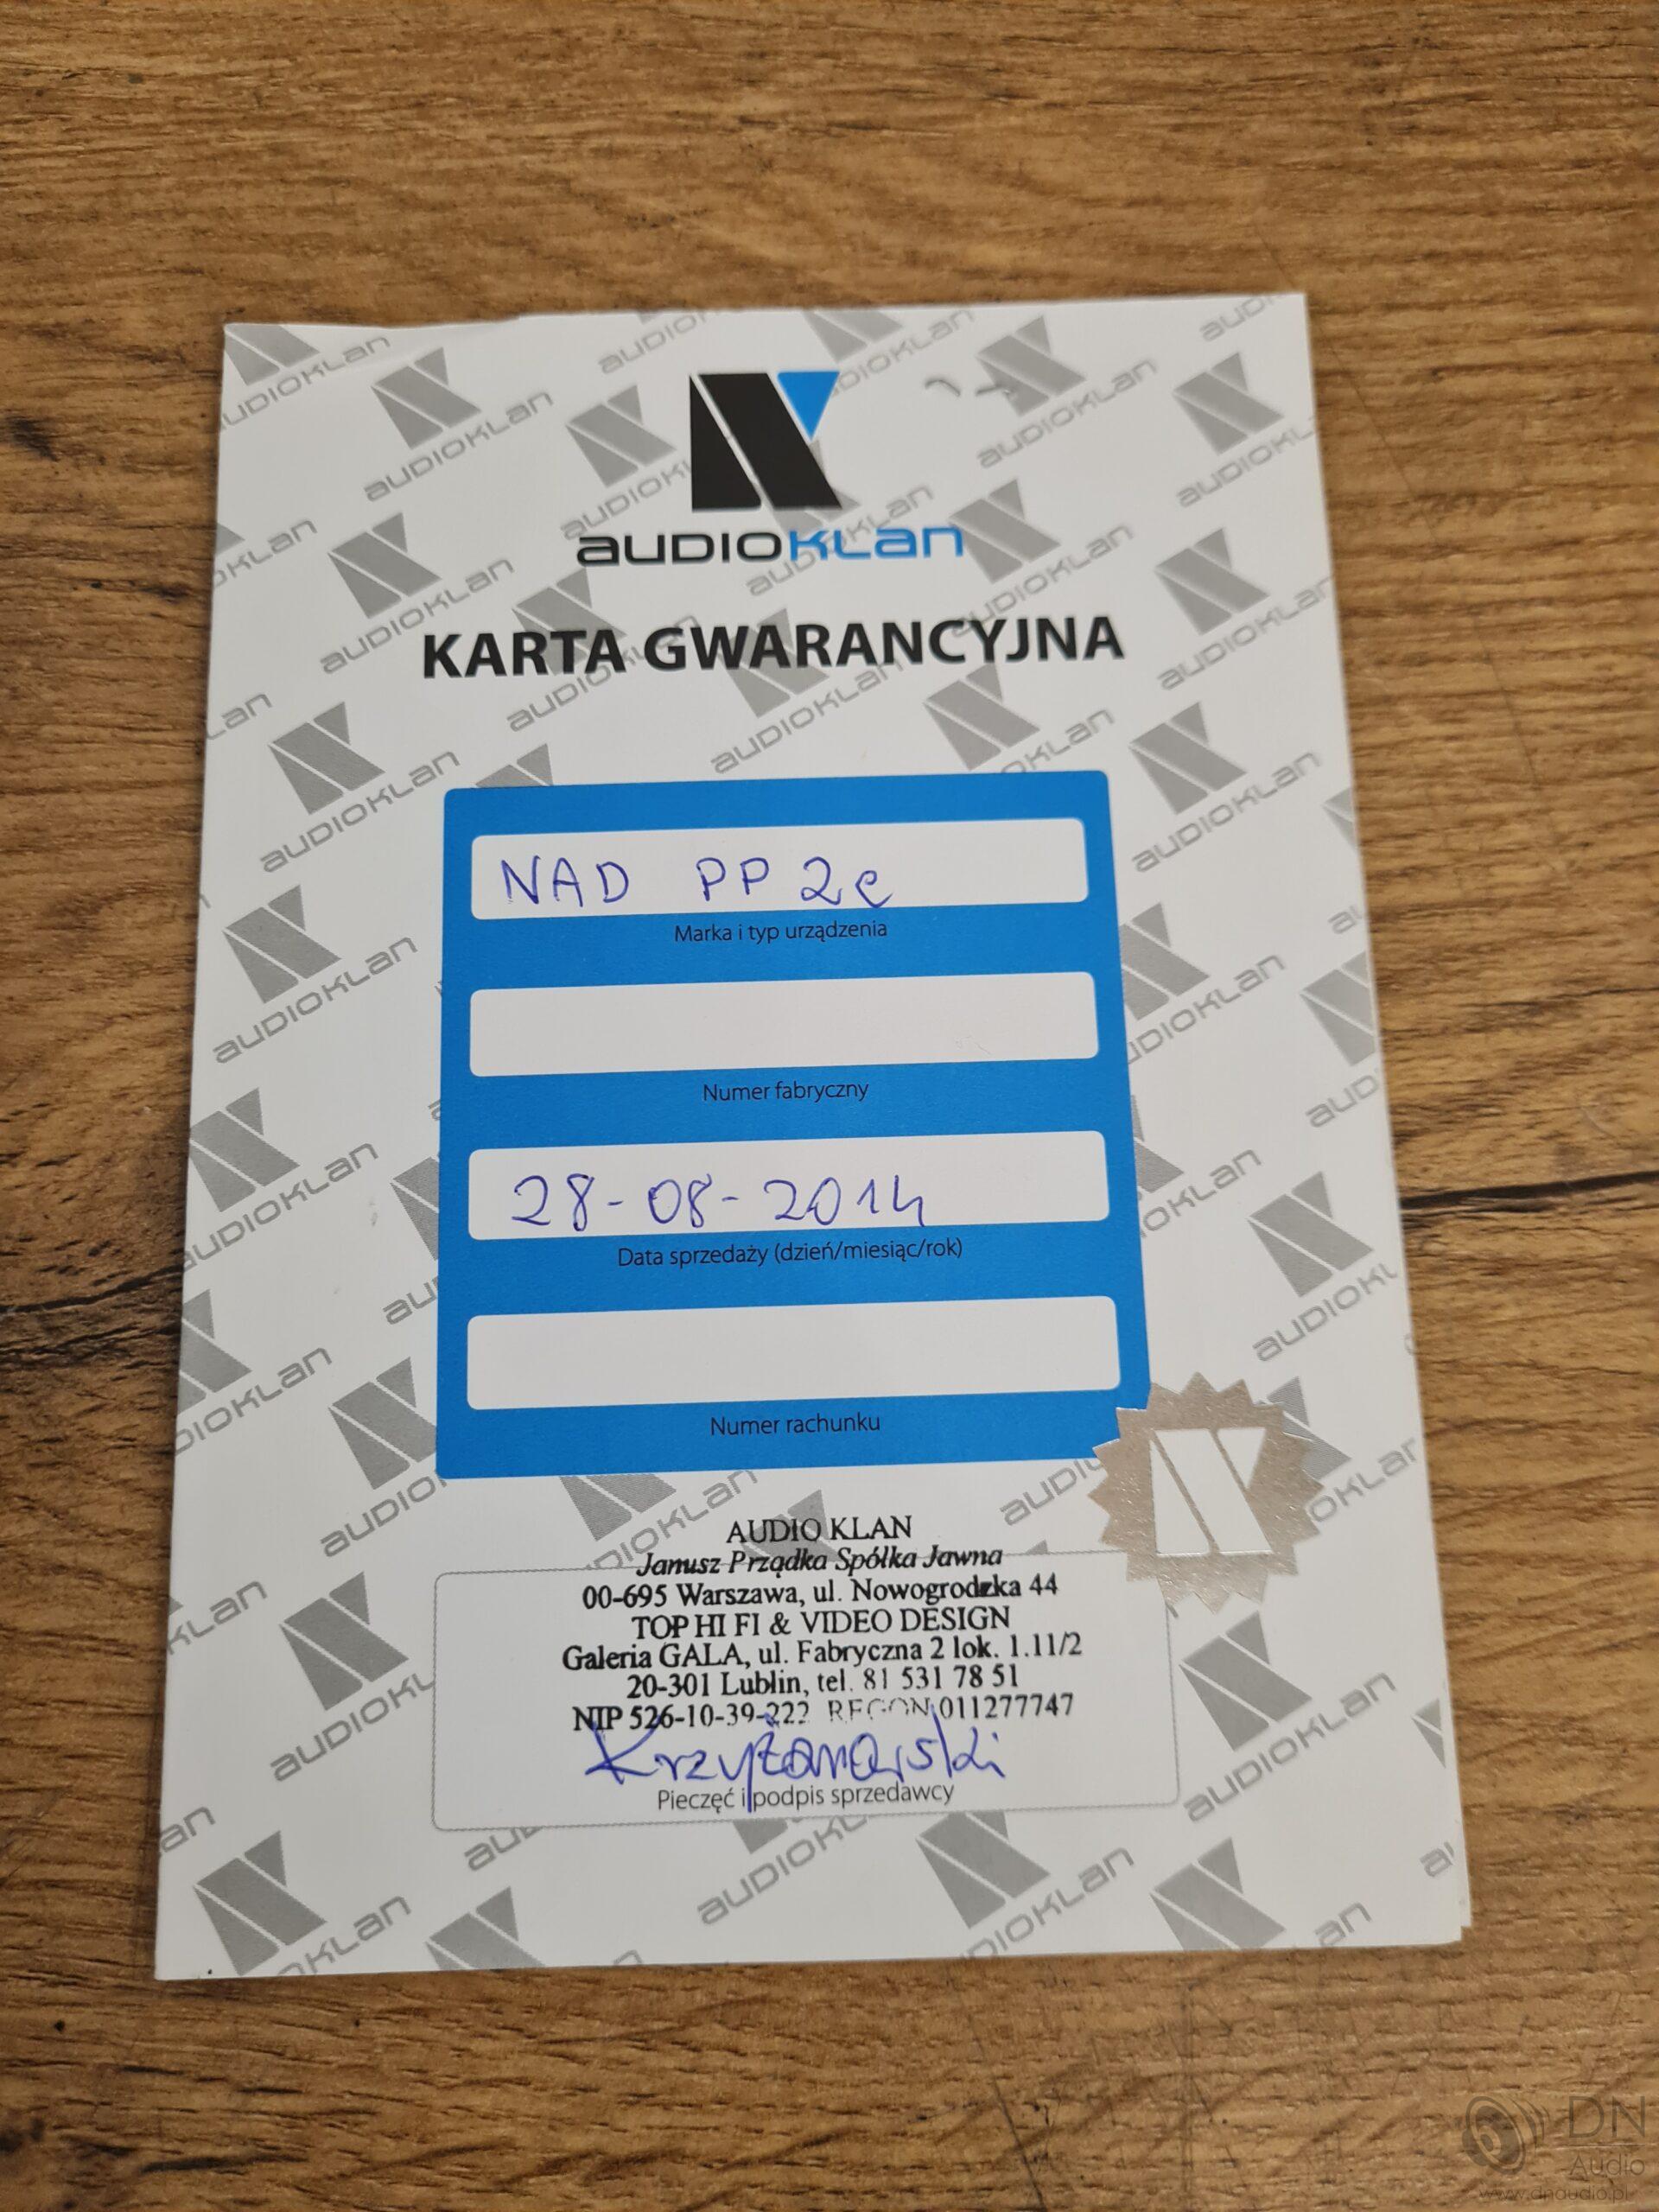 AUDIOKLAN
KARTA GWARANCYJNA
NAD PP 2e
Marka i typ urządzenia
Numer fabryczny
28-08-2014
Data sprzedaży (dzień/miesiąc/rok)
Numer rachunku
AUDIO KLAN
Janusz Prządka Spółka Jawna
00-695 Warszawa, ul. Nowogrodzka 44
TOP HI FI & VIDEO DESIGN
Galeria GALA, ul. Fabryczna 2 lok. 1.11/2
20-301 Lublin, tel. 81 531 78 51
NIP 526-10-39-222 REGON 011277747
Krzyżanowski
Pieczęć i podpis sprzedawcy
DN
Audio
www.dnaudio.pl